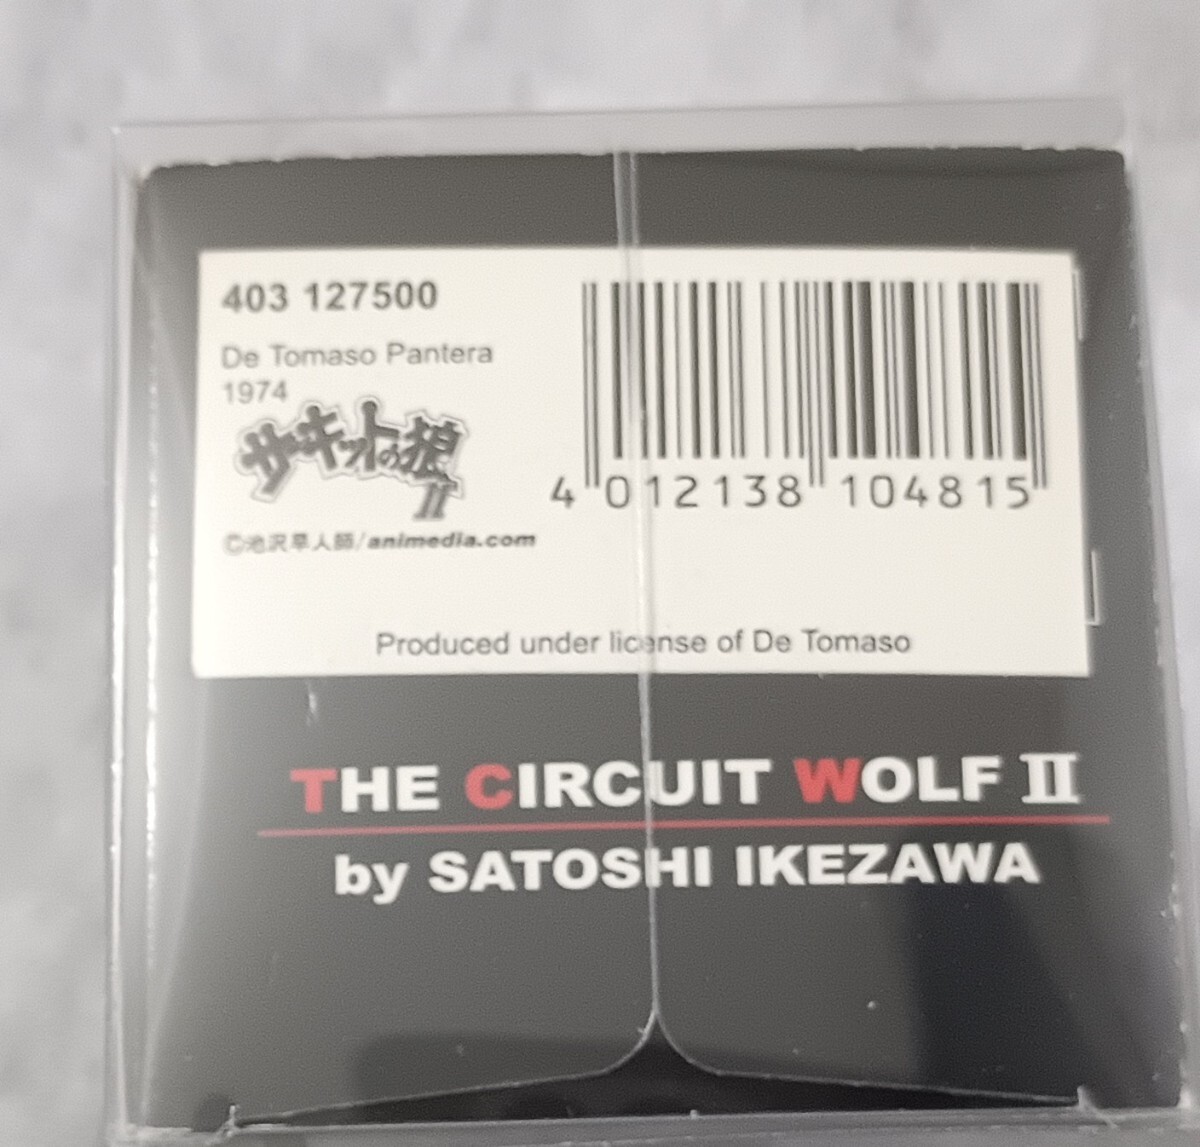 403 127500
De Tomaso Pantera
1974
サーキットの狼
II
©池沢早人師/animedia.com
4 012138 104815
Produced under license of De Tomaso
THE CIRCUIT WOLF II
by SATOSHI IKEZAWA